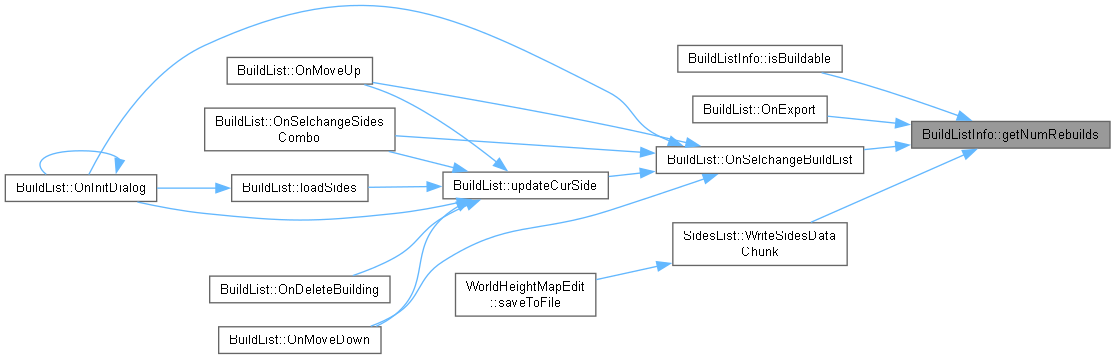 BuildListInfo::isBuildable
BuildList::OnMoveUp
BuildList::OnExport
BuildList::OnSelchangeSides
Combo
BuildListInfo::getNumRebuilds
BuildList::OnSelchangeBuildList
BuildList::OnInitDialog
BuildList::loadSides
BuildList::updateCurSide
SidesList::WriteSidesData
Chunk
BuildList::OnDeleteBuilding
WorldHeightMapEdit
::saveToFile
BuildList::OnMoveDown